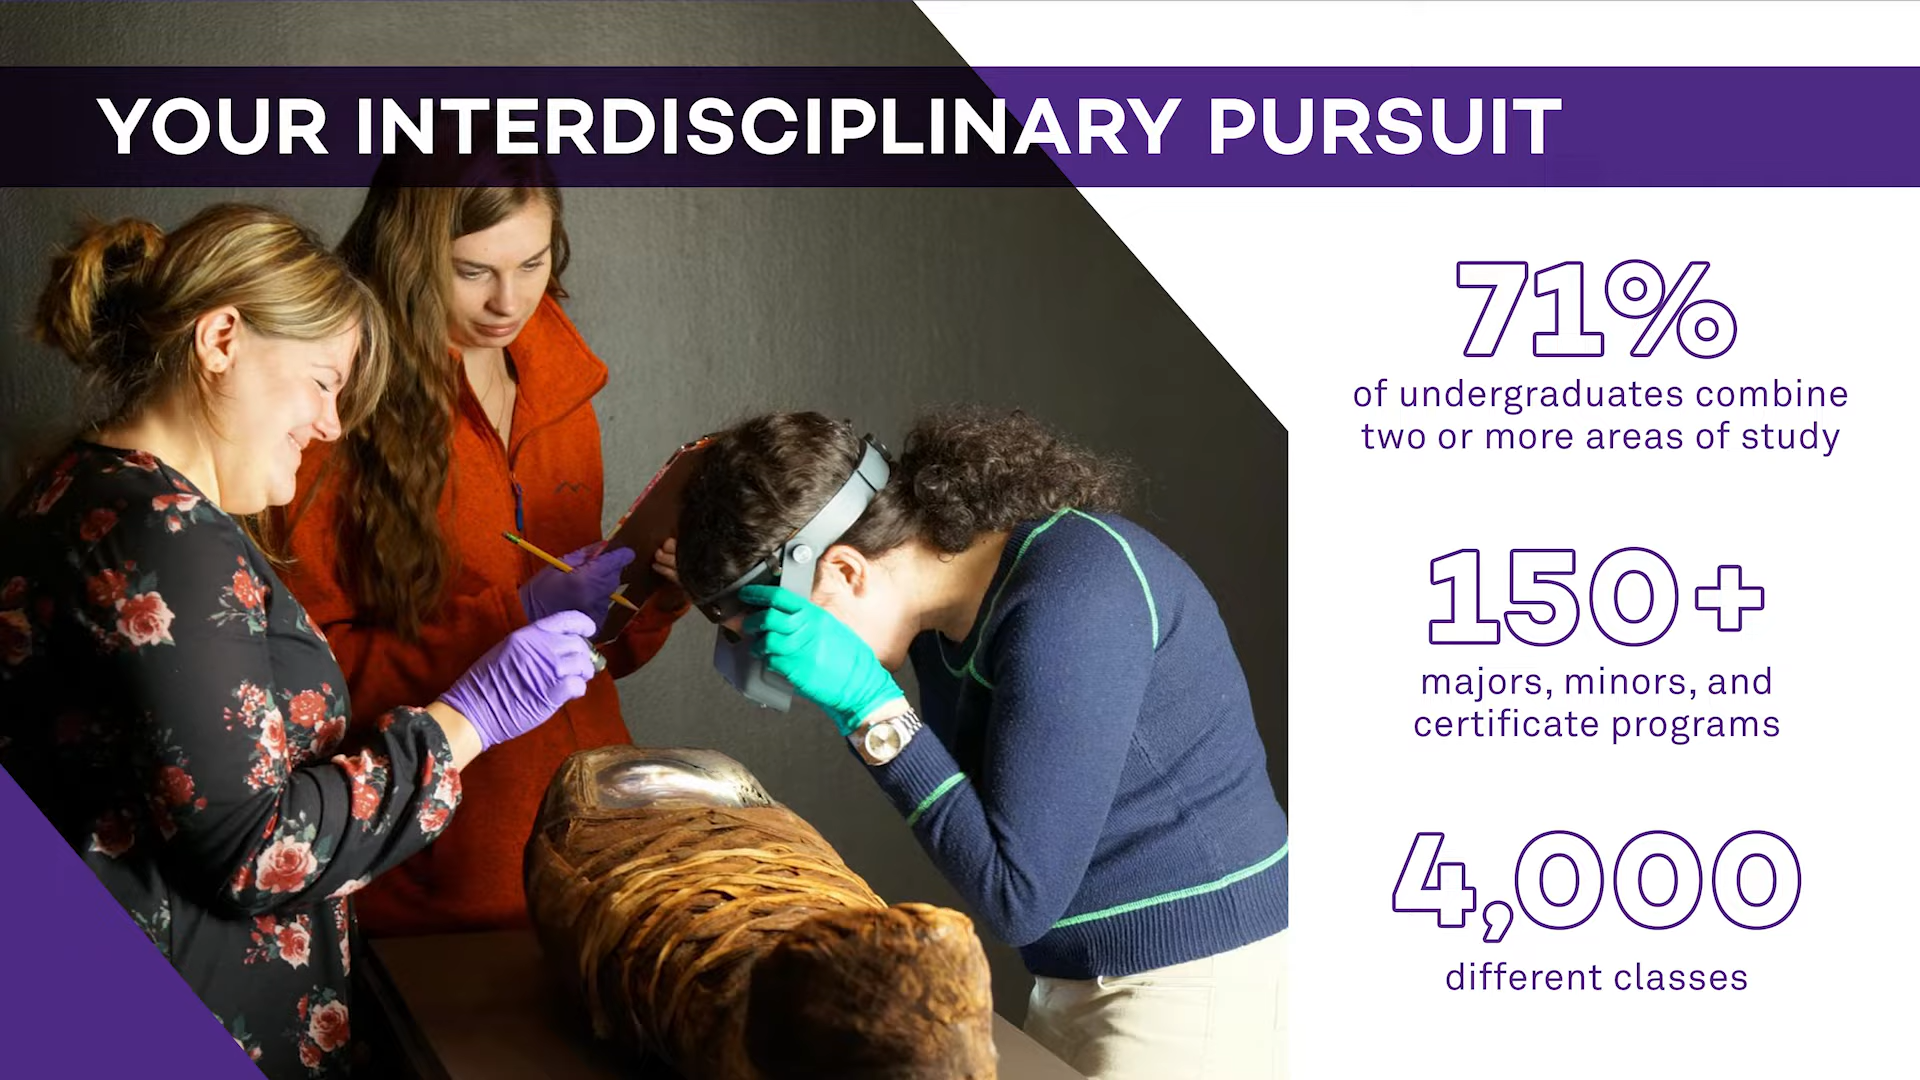 YOUR INTERDISCIPLINARY PURSUIT
71%
of undergraduates combine
two or more areas of study
150+
majors, minors, and
certificate programs
4,000
different classes